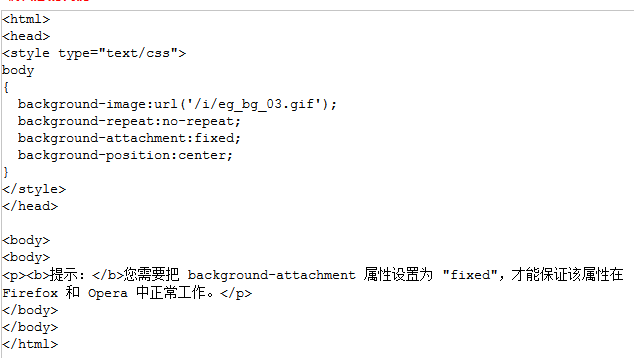 <html>
<head>
<style type="text/css">
body
{
  background-image:url('/i/eg_bg_03.gif');
  background-repeat:no-repeat;
  background-attachment:fixed;
  background-position:center;
}
</style>
</head>

<body>
<body>
<p><b>提示：</b>您需要把 background-attachment 属性设置为 "fixed"，才能保证该属性在
Firefox 和 Opera 中正常工作。</p>
</body>
</body>
</html>